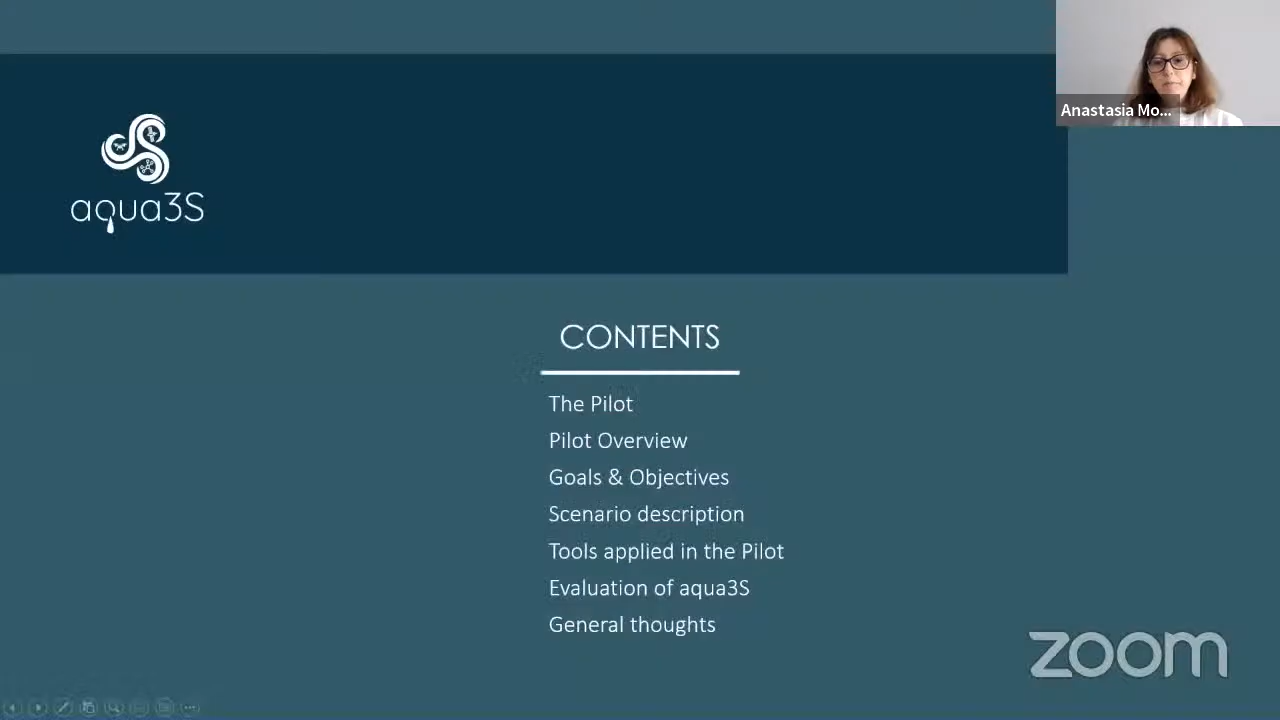 Anastasia Mo...
aqua3S
CONTENTS
The Pilot
Pilot Overview
Goals & Objectives
Scenario description
Tools applied in the Pilot
Evaluation of aqua3S
General thoughts
zoom